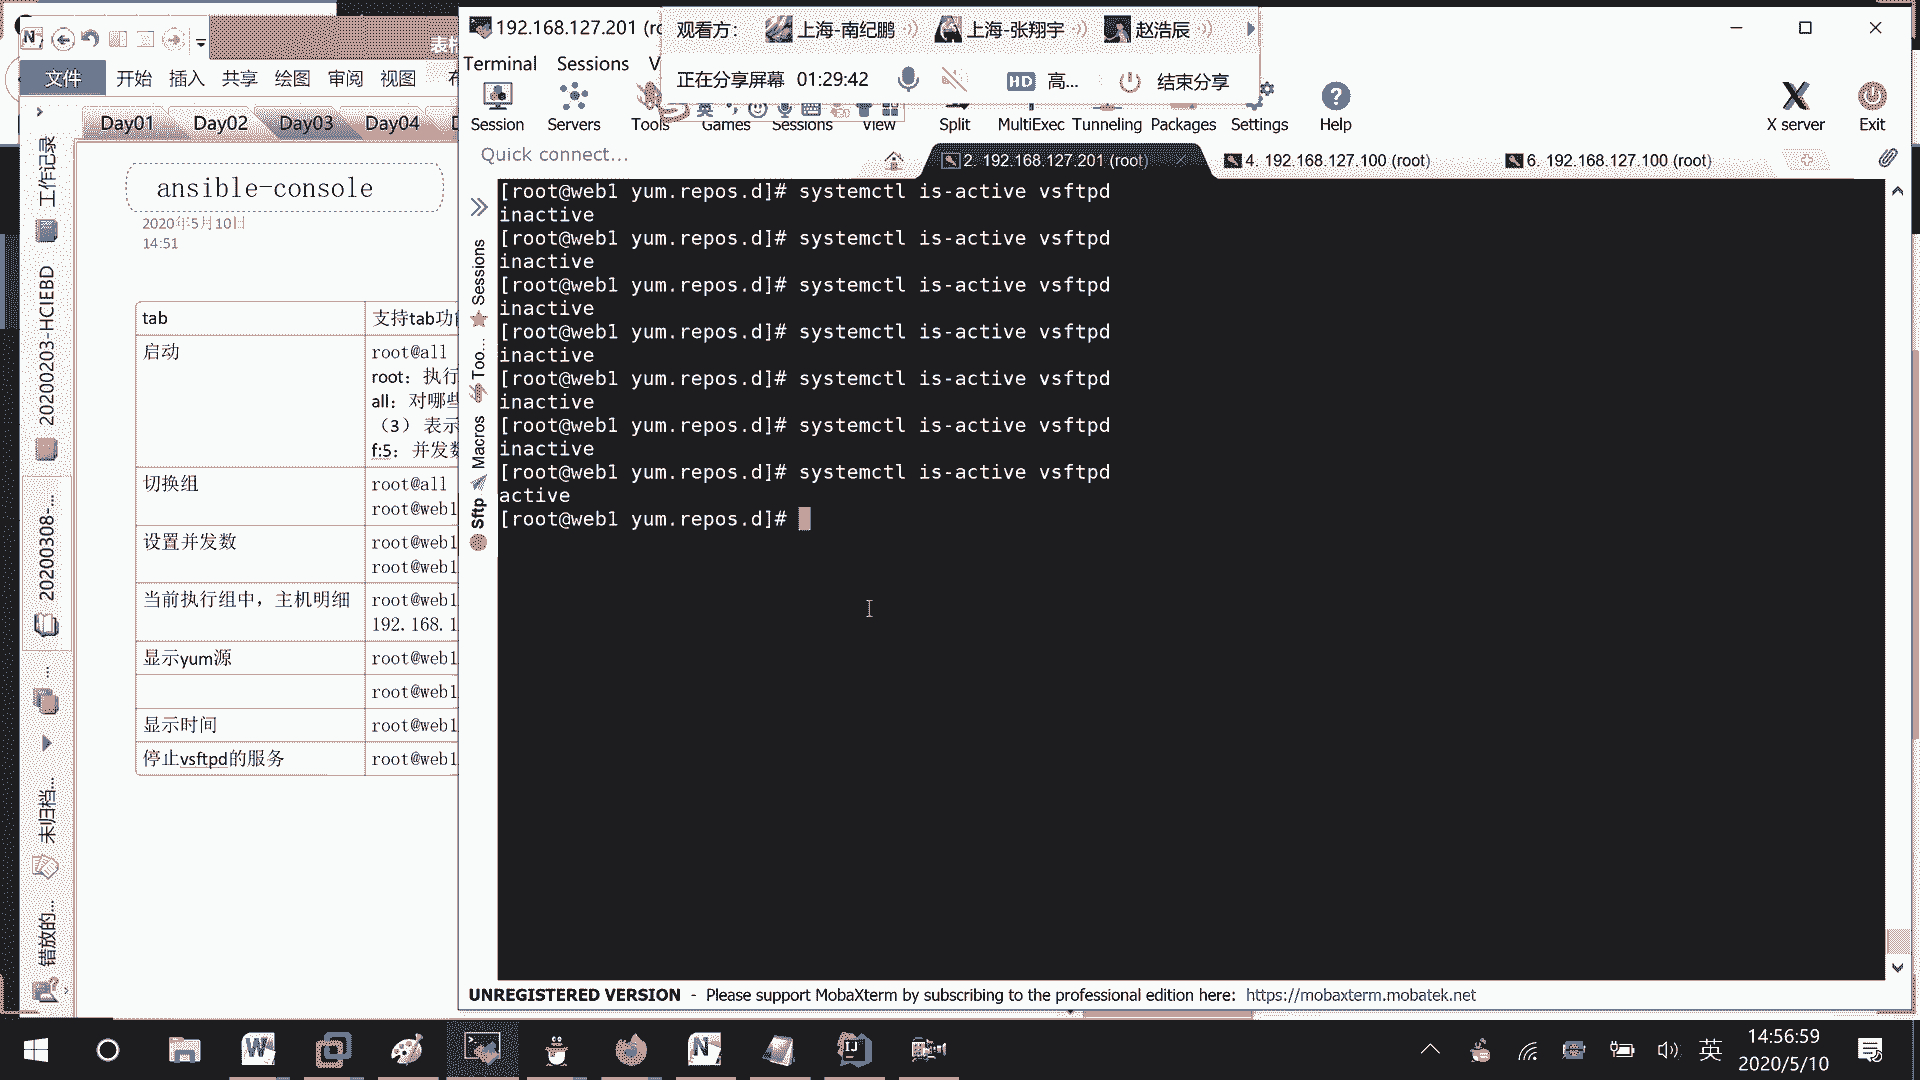 192.168.127.201 (ro
观看方:
上海-南纪鹏
上海-张翔宇
赵浩辰
正在分享屏幕 01:29:42
高...
结束分享
文件 开始 插入 共享 绘图 审阅 视图
Terminal Sessions V
Session Servers Tools Games Sessions View Split MultiExec Tunneling Packages Settings Help
X server Exit
Day01 Day02 Day03 Day04
Quick connect...
2. 192.168.127.201 (root)
4. 192.168.127.100 (root)
6. 192.168.127.100 (root)
工作记录
20200203-HCIEBD
20200308-...
...
未归档...
错放的...
ansible-console
2020年5月10日
14:51
tab 支持tab功
启动 root@all
root：执行
all：对哪些
（3） 表示
f:5：并发数
切换组 root@all
root@web1
设置并发数 root@web1
root@web1
当前执行组中，主机明细 root@web1
192.168.1
显示yum源 root@web1
root@web1
显示时间 root@web1
停止vsftpd的服务 root@web1
Sessions
Too...
Macros
Sftp
[root@web1 yum.repos.d]# systemctl is-active vsftpd
inactive
[root@web1 yum.repos.d]# systemctl is-active vsftpd
inactive
[root@web1 yum.repos.d]# systemctl is-active vsftpd
inactive
[root@web1 yum.repos.d]# systemctl is-active vsftpd
inactive
[root@web1 yum.repos.d]# systemctl is-active vsftpd
inactive
[root@web1 yum.repos.d]# systemctl is-active vsftpd
inactive
[root@web1 yum.repos.d]# systemctl is-active vsftpd
active
[root@web1 yum.repos.d]#
UNREGISTERED VERSION - Please support MobaXterm by subscribing to the professional edition here: https://mobaxterm.mobatek.net
英
14:56:59
2020/5/10